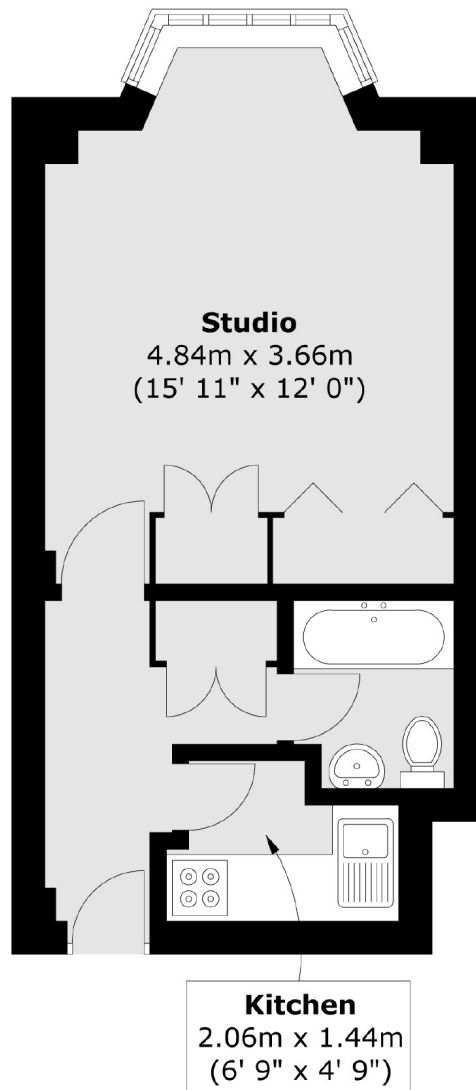 Studio
4.84m x 3.66m
(15' 11" x 12' 0")
Kitchen
2.06m x 1.44m
(6' 9" x 4' 9")